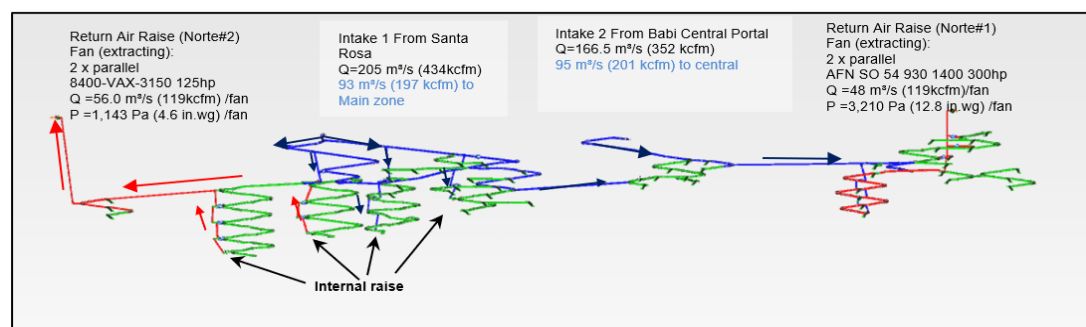 Return Air Raise (Norte#2)
Fan (extracting):
2 x parallel
8400-VAX-3150 125hp
Q =56.0 m³/s (119kcfm) /fan
P =1,143 Pa (4.6 in.wg) /fan
Intake 1 From Santa
Rosa
Q=205 m³/s (434kcfm)
93 m³/s (197 kcfm) to
Main zone
Intake 2 From Babi Central Portal
Q=166.5 m³/s (352 kcfm)
95 m³/s (201 kcfm) to central
Return Air Raise (Norte#1)
Fan (extracting):
2 x parallel
AFN SO 54 930 1400 300hp
Q = 48 m³/s (119kcfm)/fan
P =3,210 Pa (12.8 in.wg) /fan
Internal raise